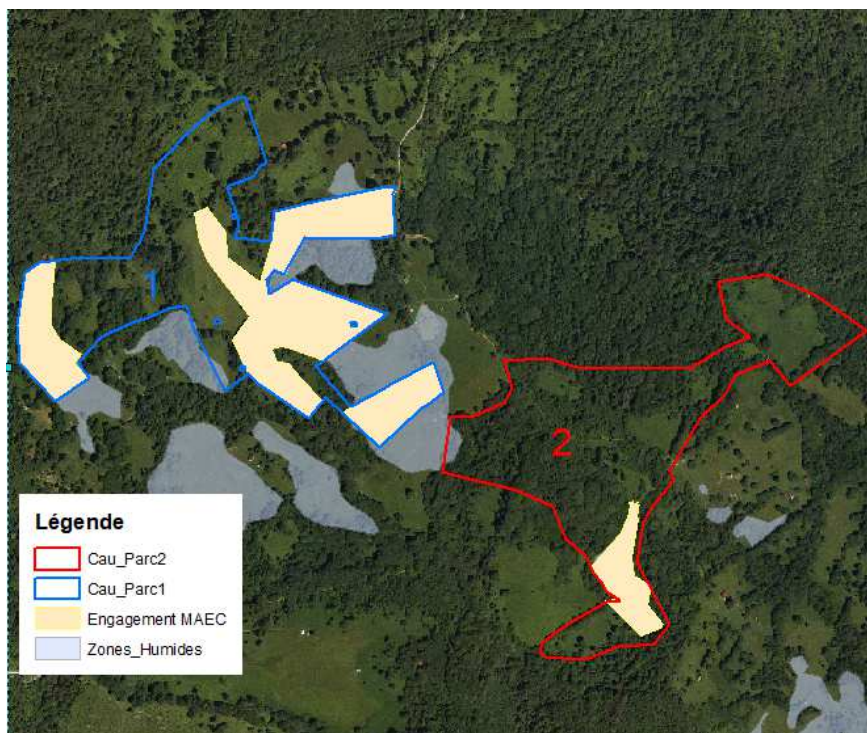 1
2
Légende
Cau_Parc2
Cau_Parc1
Engagement MAEC
Zones_Humides